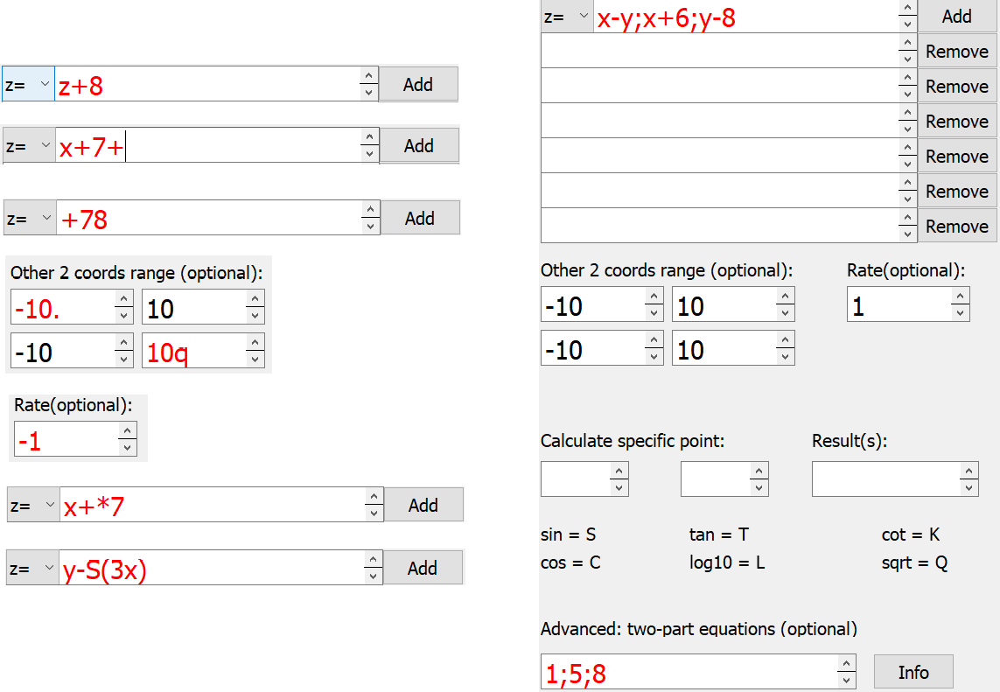 z= z+8 Add
z= x+7+ Add
z= +78 Add
Other 2 coords range (optional):
-10. 10
-10 10q
Rate(optional):
-1
z= x+*7 Add
z= y-S(3x) Add
z= x-y;x+6;y-8 Add
Remove
Remove
Remove
Remove
Remove
Remove
Other 2 coords range (optional): Rate(optional):
-10 10 1
-10 10
Calculate specific point: Result(s):
sin = S tan = T cot = K
cos = C log10 = L sqrt = Q
Advanced: two-part equations (optional)
1;5;8 Info